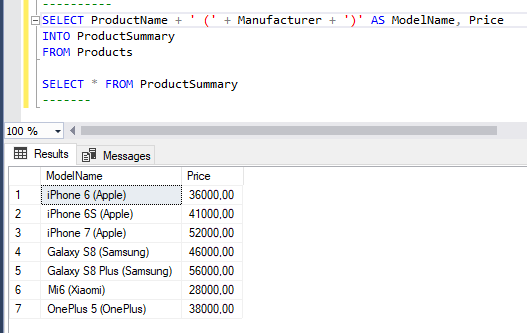 ----------
SELECT ProductName + ' (' + Manufacturer + ')' AS ModelName, Price
INTO ProductSummary
FROM Products
SELECT * FROM ProductSummary
-------
100 %
Results Messages
ModelName Price
1 iPhone 6 (Apple) 36000,00
2 iPhone 6S (Apple) 41000,00
3 iPhone 7 (Apple) 52000,00
4 Galaxy S8 (Samsung) 46000,00
5 Galaxy S8 Plus (Samsung) 56000,00
6 Mi6 (Xiaomi) 28000,00
7 OnePlus 5 (OnePlus) 38000,00